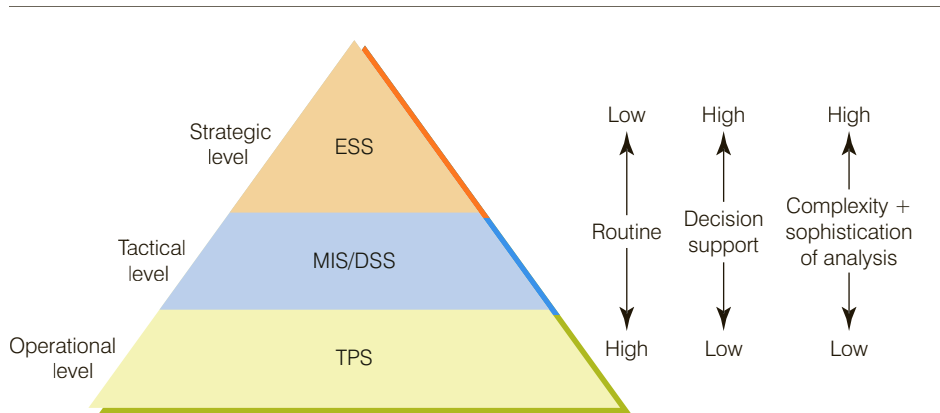 Strategic
level
ESS
Tactical
level
MIS/DSS
Operational
level
TPS
Low
High
High
Routine
Decision
support
Complexity +
sophistication
of analysis
High
Low
Low